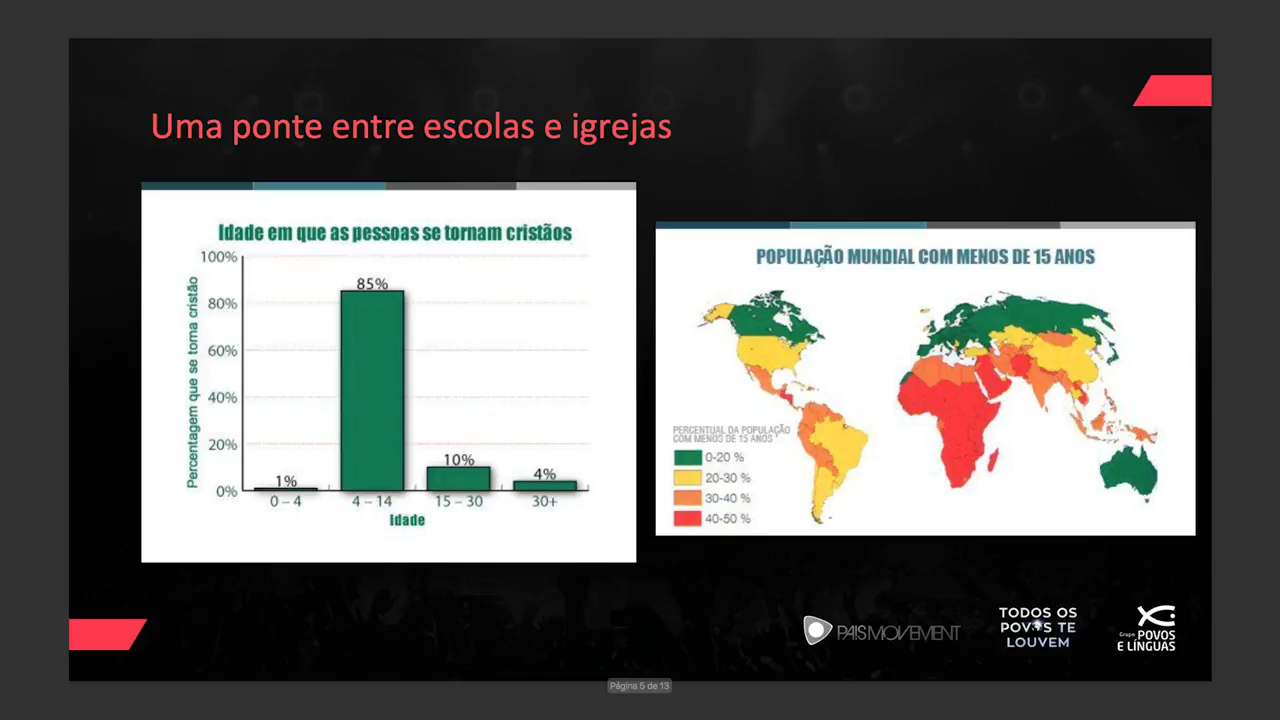 Uma ponte entre escolas e igrejas
Idade em que as pessoas se tornam cristãos
Percentagem que se torna cristão
100%
80%
60%
40%
20%
0%
1%
85%
10%
4%
0 – 4
4 – 14
15 – 30
30+
Idade
POPULAÇÃO MUNDIAL COM MENOS DE 15 ANOS
PERCENTUAL DA POPULAÇÃO
COM MENOS DE 15 ANOS
0-20 %
20-30 %
30-40 %
40-50 %
PAIS MOVEMENT
TODOS OS
POVOS TE
LOUVEM
Grupo POVOS
E LÍNGUAS
Página 5 de 13